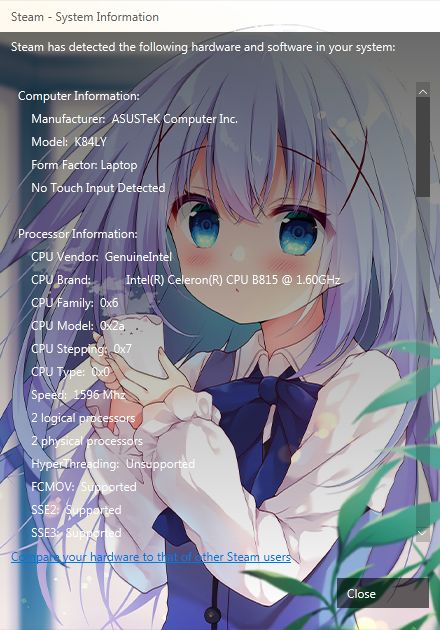 Steam - System Information
Steam has detected the following hardware and software in your system:
Computer Information:
Manufacturer: ASUSTeK Computer Inc.
Model: K84LY
Form Factor: Laptop
No Touch Input Detected
Processor Information:
CPU Vendor: GenuineIntel
CPU Brand: Intel(R) Celeron(R) CPU B815 @ 1.60GHz
CPU Family: 0x6
CPU Model: 0x2a
CPU Stepping: 0x7
CPU Type: 0x0
Speed: 1596 Mhz
2 logical processors
2 physical processors
HyperThreading: Unsupported
FCMOV: Supported
SSE2: Supported
SSE3: Supported
Compare your hardware to that of other Steam users
Close